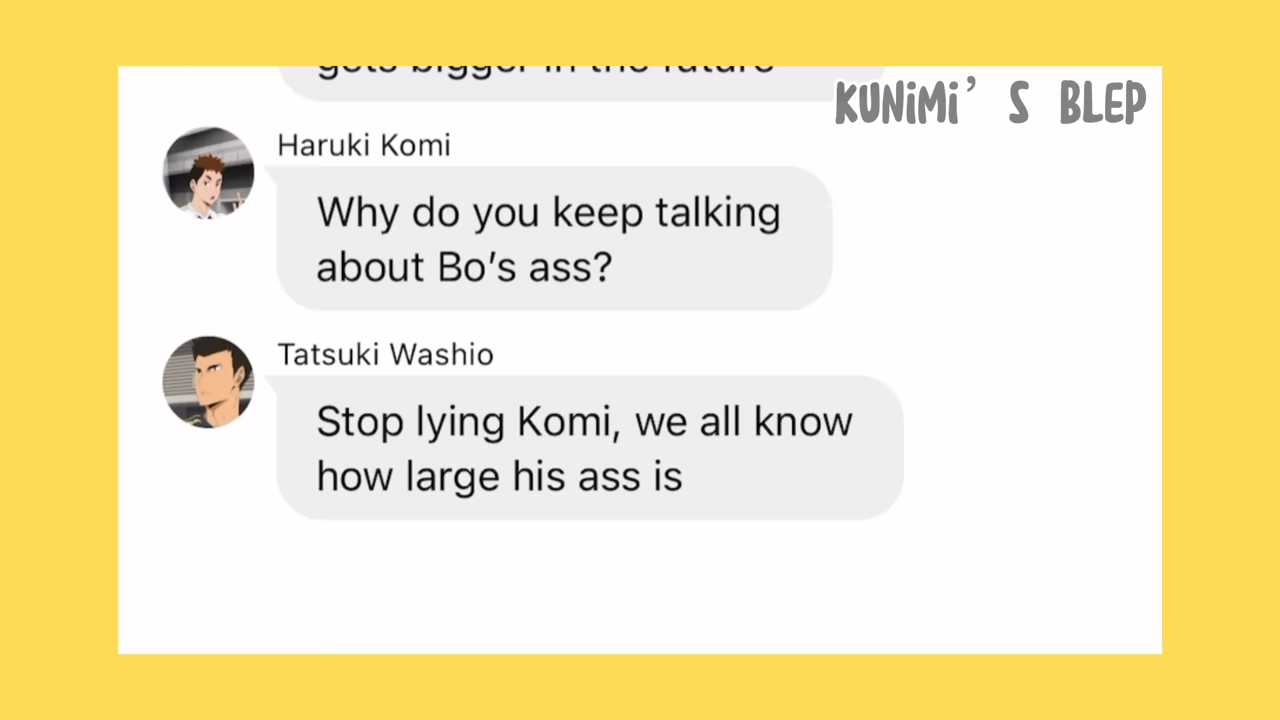 gets bigger in the future
KUNiMi’ S BLEP
Haruki Komi
Why do you keep talking
about Bo’s ass?
Tatsuki Washio
Stop lying Komi, we all know
how large his ass is